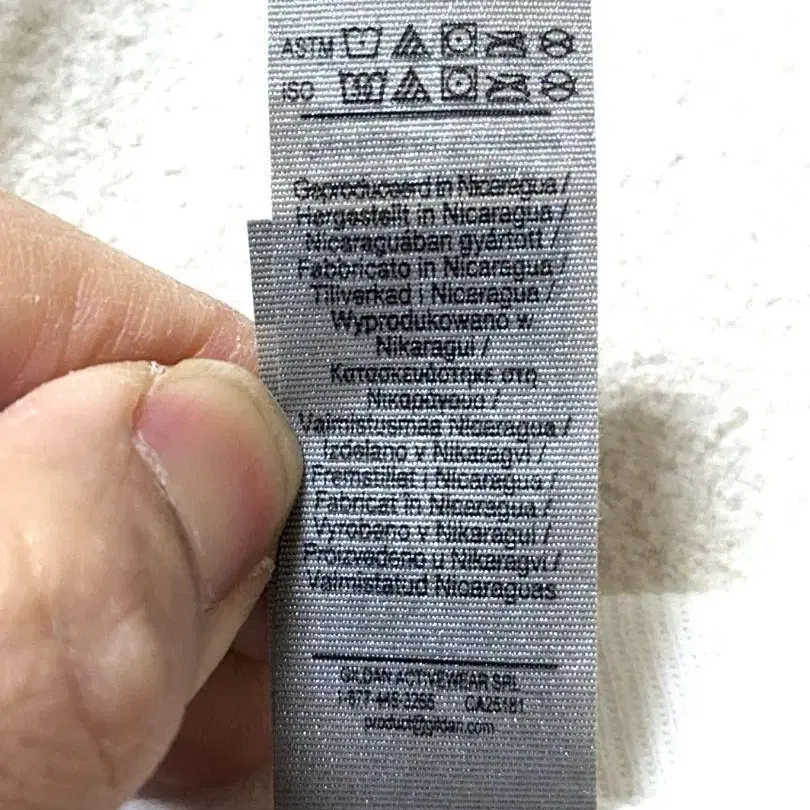 ASTM
ISO
Geproduceerd in Nicaragua /
Hergestellt in Nicaragua /
Nicaraguában gyártott /
Fabbricato in Nicaragua /
Tillverkad i Nicaragua /
Wyprodukowano w
Nikaragui /
Κατασκευάστηκε στη
Νικαράγουα /
Valmistusmaa Nicaragua /
Izdelano v Nikaragvi /
Fremstillet i Nicaragua /
Fabricat în Nicaragua /
Vyrobeno v Nikaragui /
Proizvedeno u Nikaragvi /
Valmistatud Nicaraguas
GILDAN ACTIVEWEAR SRL
CA25181
product@gildan.com